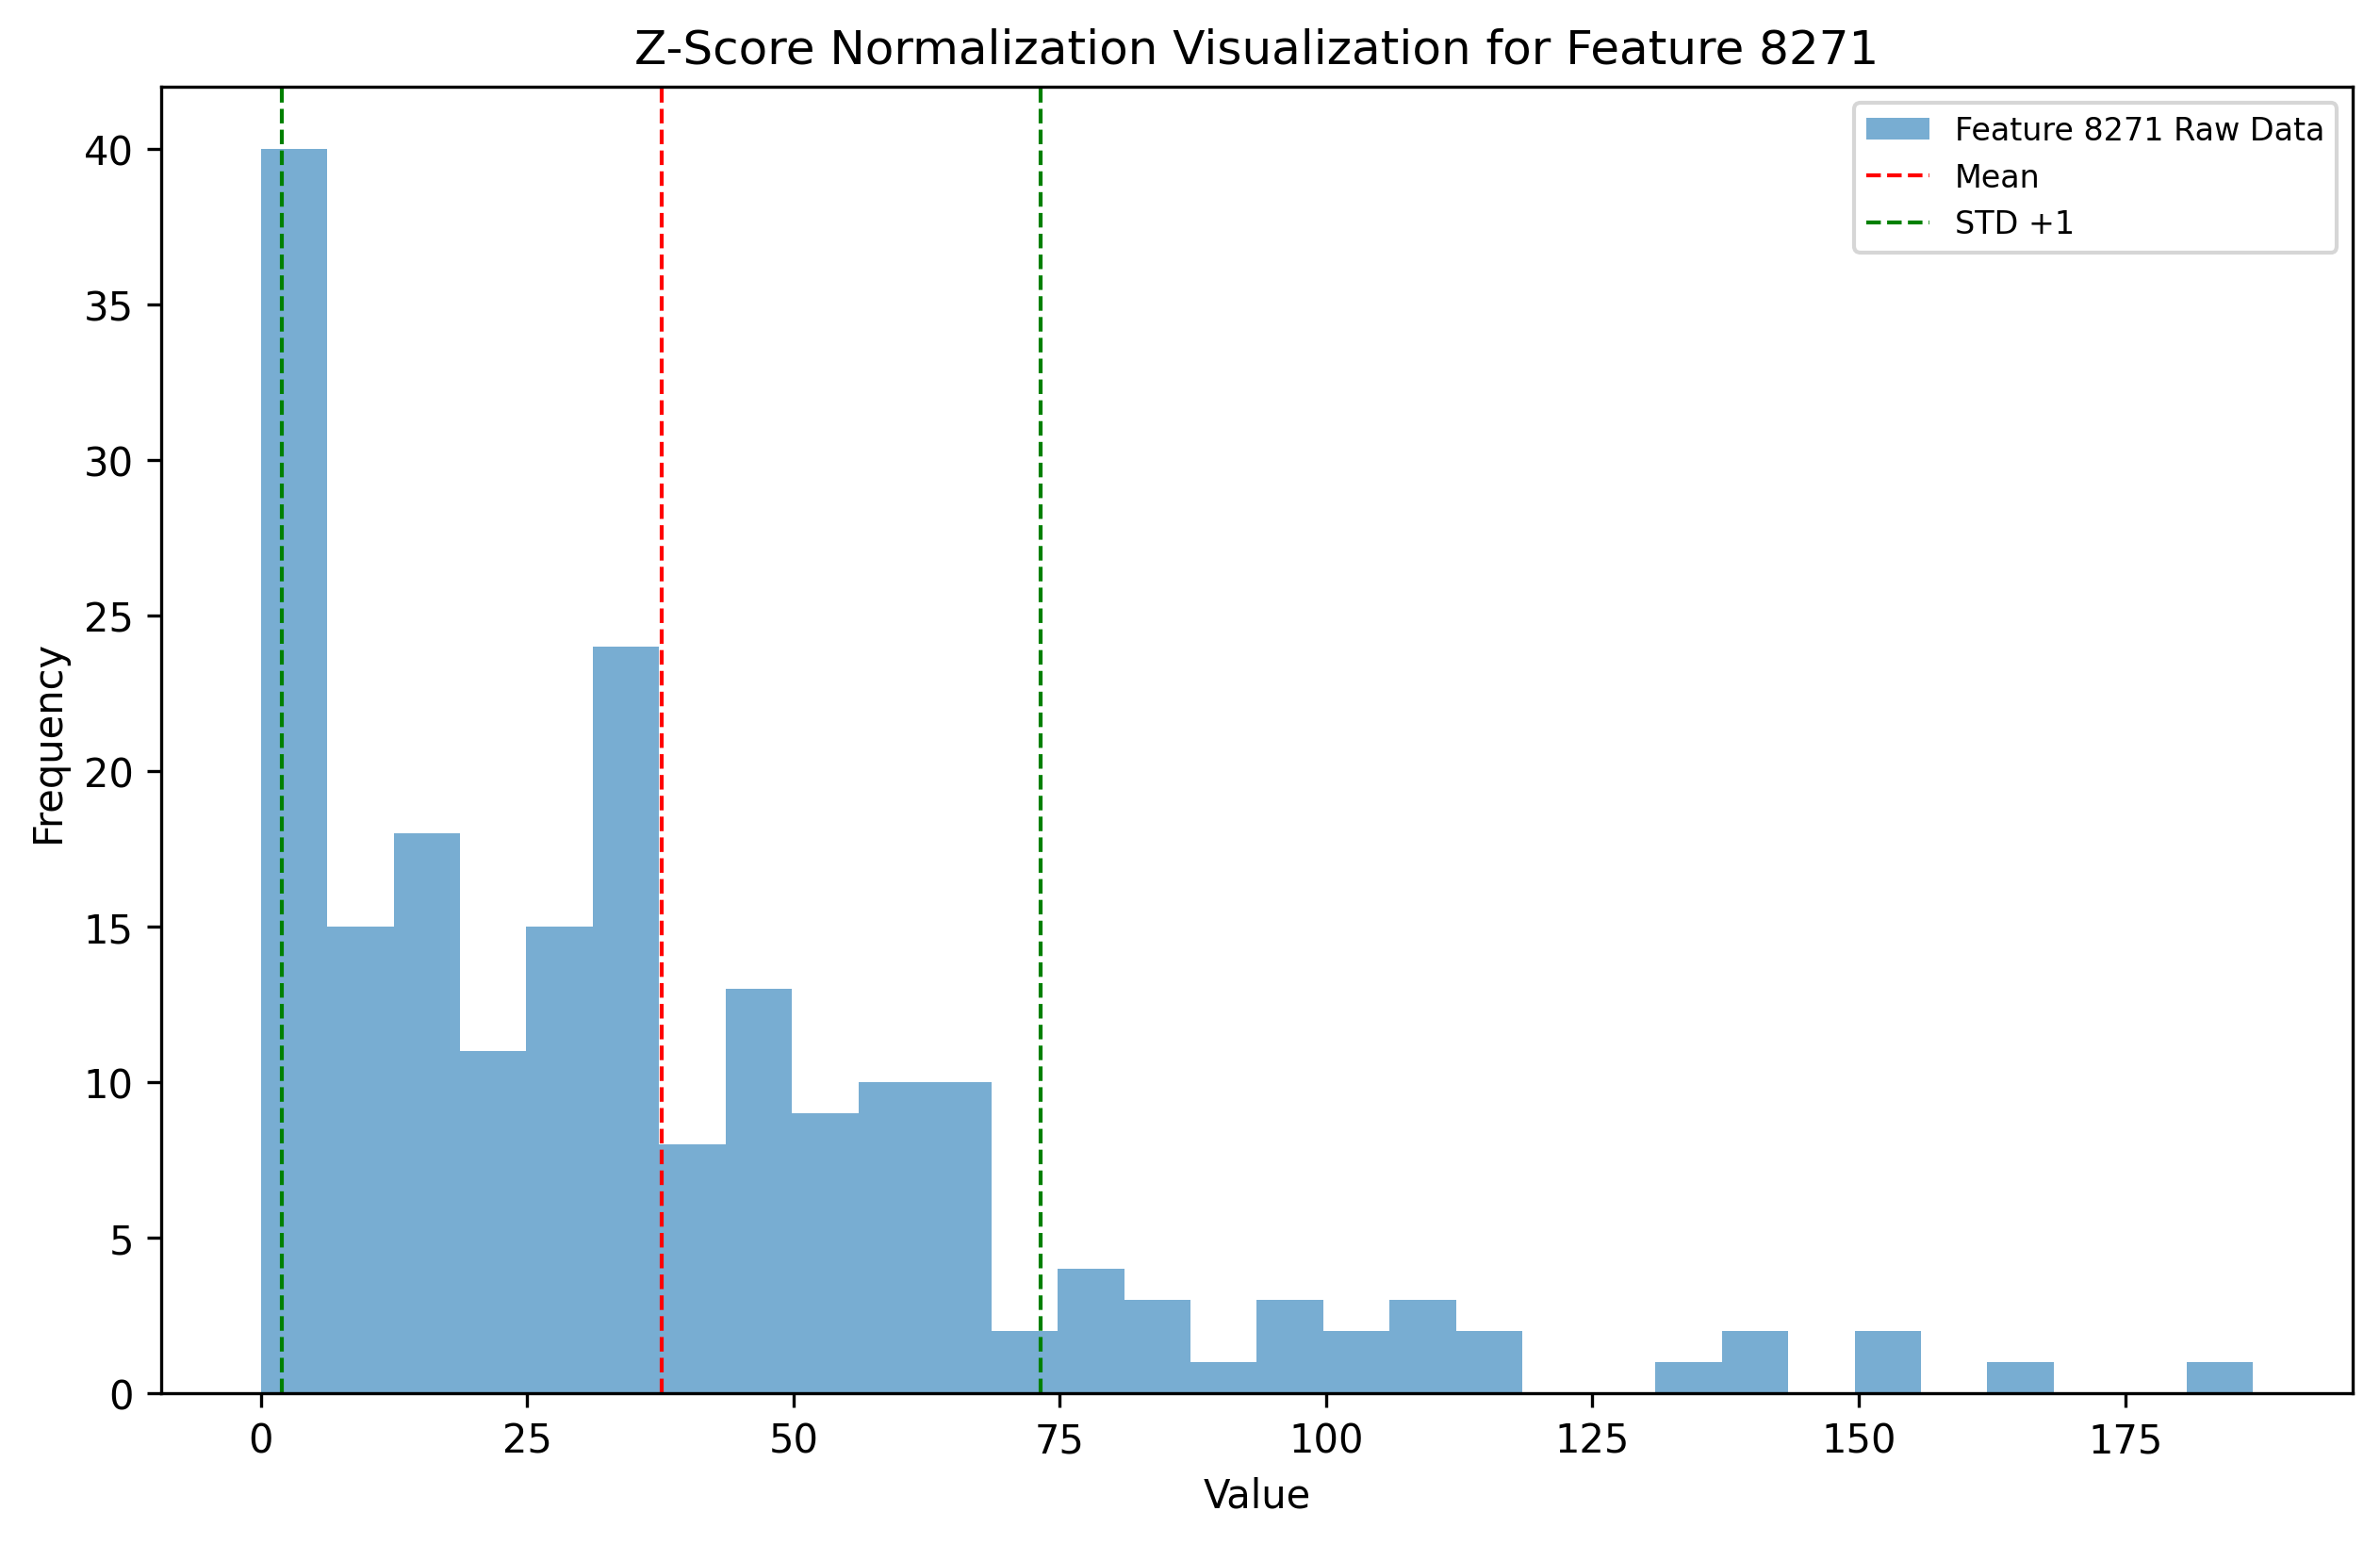 Z-Score Normalization Visualization for Feature 8271
Feature 8271 Raw Data
Mean
STD +1
40
35
30
25
20
15
10
5
0
Frequency
0 25 50 75 100 125 150 175
Value